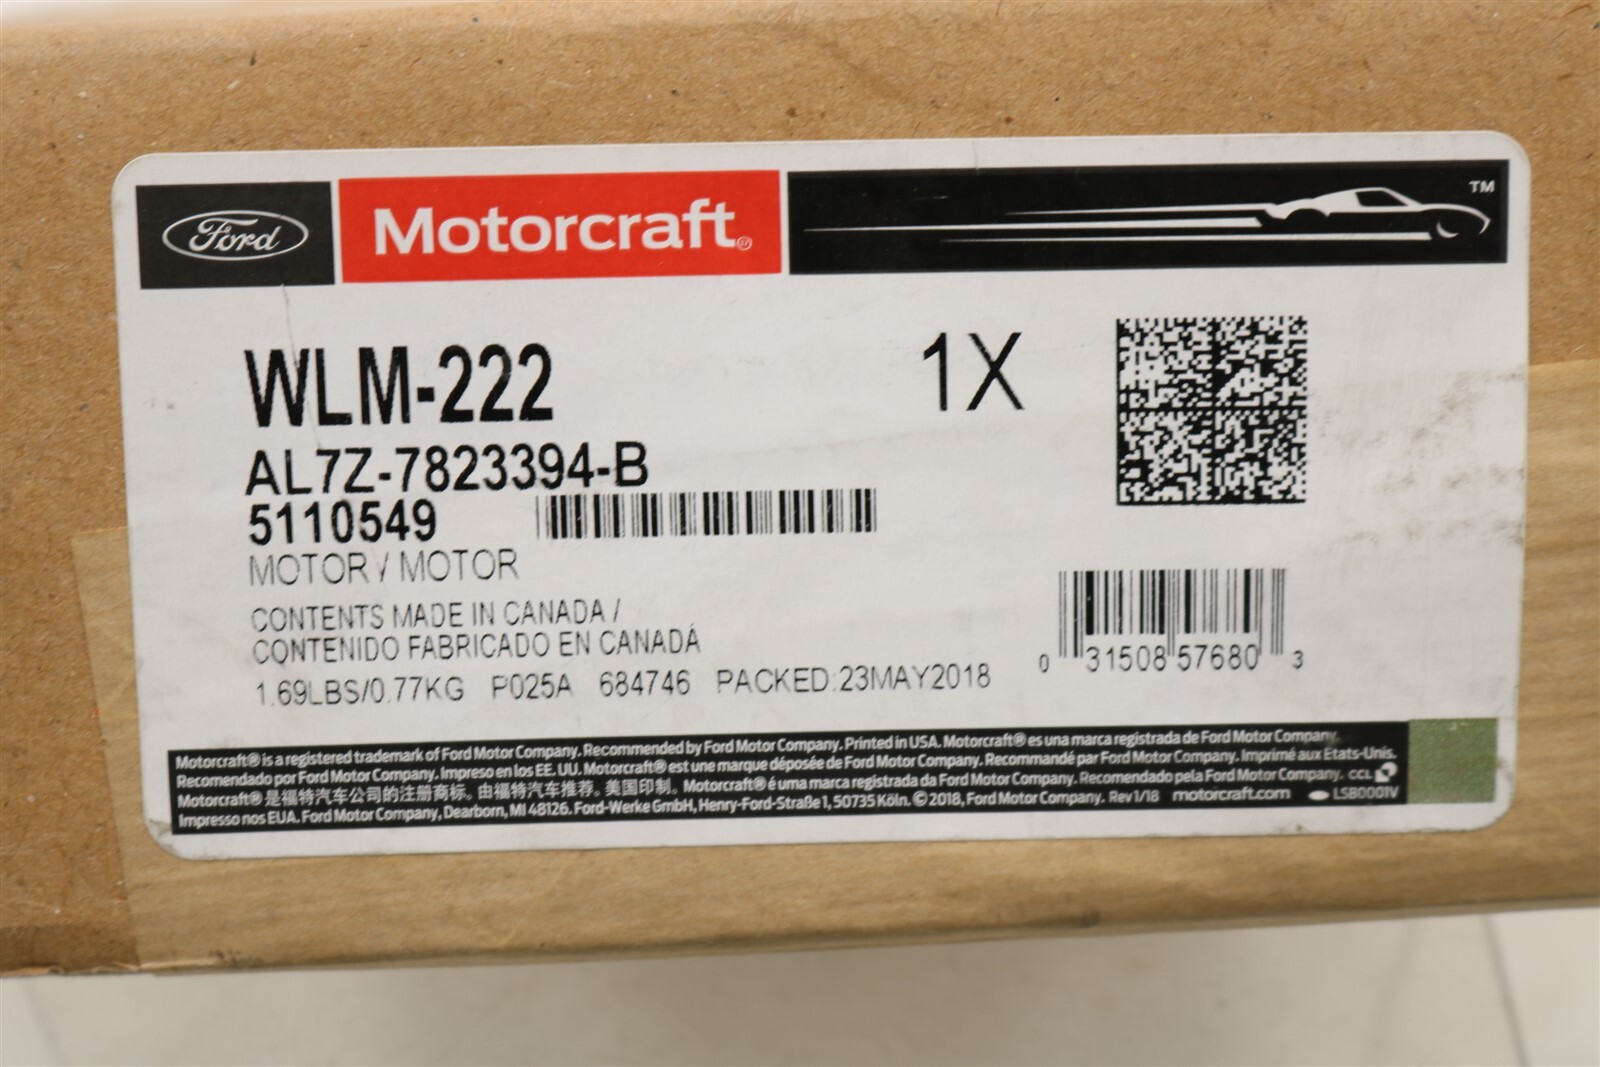 Ford Motorcraft® TM
WLM-222 1X
AL7Z-7823394-B
5110549
MOTOR / MOTOR
CONTENTS MADE IN CANADA /
CONTENIDO FABRICADO EN CANADÁ
1.69LBS/0.77KG P025A 684746 PACKED:23MAY2018
0 31508 57680 3
Motorcraft® is a registered trademark of Ford Motor Company. Recommended by Ford Motor Company. Printed in USA. Motorcraft® es una marca registrada de Ford Motor Company.
Recomendado por Ford Motor Company. Impreso en los EE. UU. Motorcraft® est une marque déposée de Ford Motor Company. Recommandé par Ford Motor Company. Imprimé aux Etats-Unis.
Motorcraft® 是福特汽车公司的注册商标。由福特汽车推荐。美国印制。Motorcraft® é uma marca registrada da Ford Motor Company. Recomendado pela Ford Motor Company. CCL
Impresso nos EUA. Ford Motor Company, Dearborn, MI 48126. Ford-Werke GmbH, Henry-Ford-Straße 1, 50735 Köln. © 2018, Ford Motor Company. Rev 1/18 motorcraft.com LSB0001V